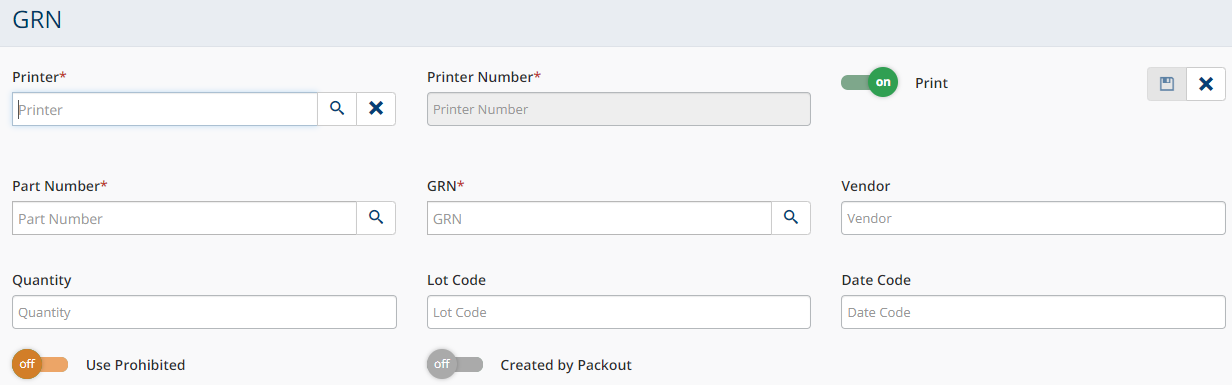 GRN
Printer* Printer Number* on Print
Printer Printer Number
Part Number* GRN* Vendor
Part Number GRN Vendor
Quantity Lot Code Date Code
Quantity Lot Code Date Code
off Use Prohibited off Created by Packout